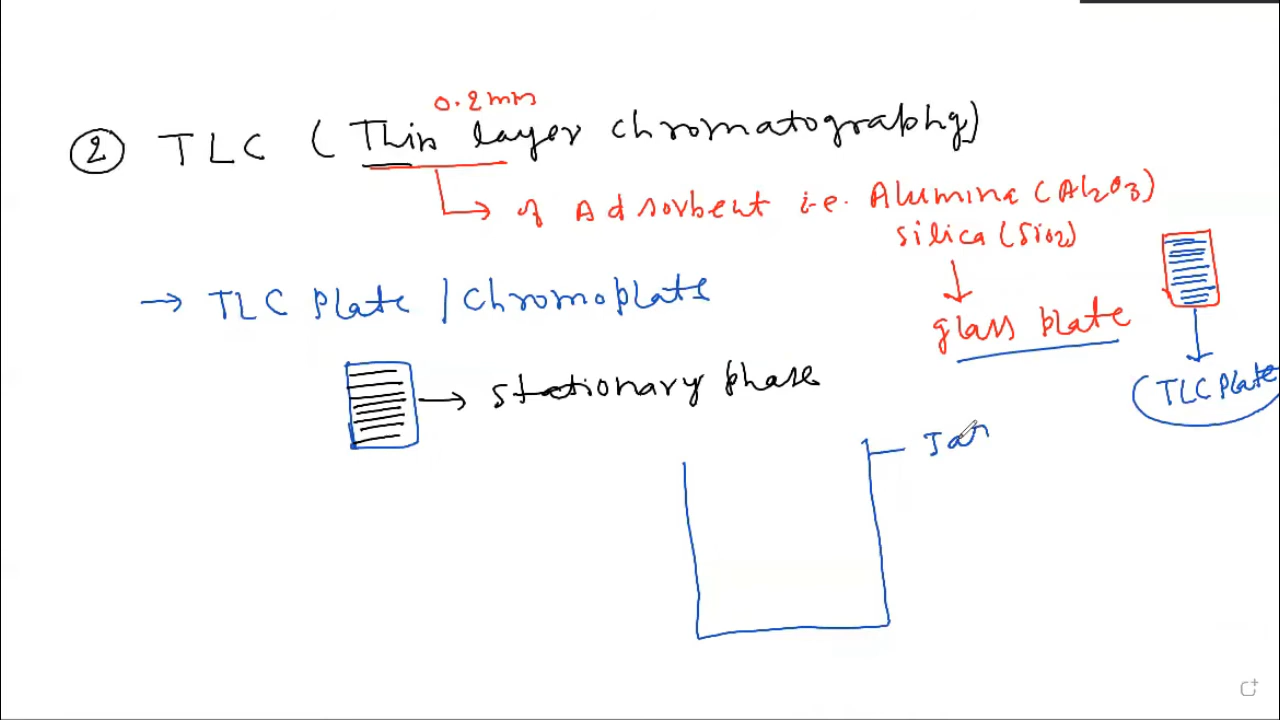 0.2mm
② TLC (Thin layer chromatography)
of Adsorbent i.e. Alumina (Al2O3)
silica (SiO2)
→ TLC Plate / Chromoplate
glass plate
→ stationary phase
(TLC Plate
Jar